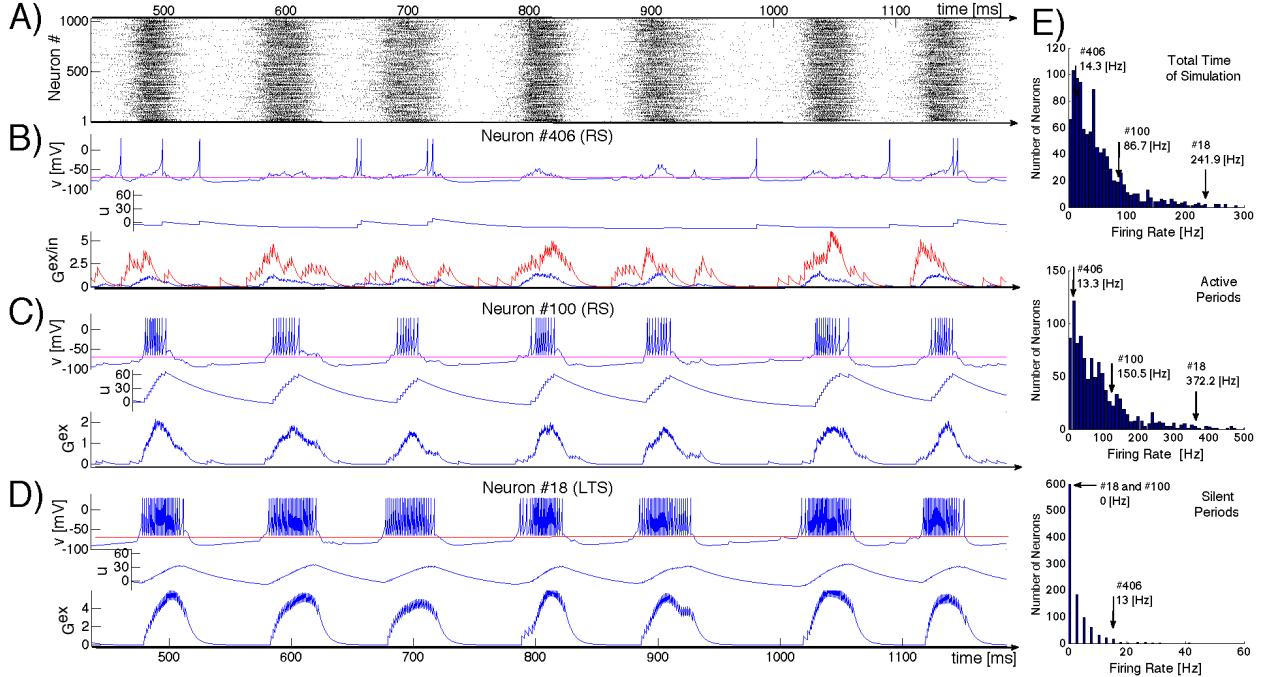 A)
500 600 700 800 900 1000 1100 time [ms]
Neuron #
1000
500
1
B)
Neuron #406 (RS)
v [mV]
0
-50
-100
u
60
30
0
G^ex/in
5
2.5
0
C)
Neuron #100 (RS)
v [mV]
0
-50
-100
u
60
30
0
G^ex
2
1
0
D)
Neuron #18 (LTS)
v [mV]
0
-50
-100
u
60
30
0
G^ex
4
2
0
500 600 700 800 900 1000 1100 time [ms]
E)
Number of Neurons
120
100
80
60
40
20
0
#406
14.3 [Hz]
Total Time
of Simulation
#100
86.7 [Hz]
#18
241.9 [Hz]
0 100 200 300
Firing Rate [Hz]
Number of Neurons
150
100
50
0
#406
13.3 [Hz]
Active
Periods
#100
150.5 [Hz]
#18
372.2 [Hz]
0 100 200 300 400 500
Firing Rate [Hz]
Number of Neurons
600
500
400
300
200
100
0
#18 and #100
0 [Hz]
Silent
Periods
#406
13 [Hz]
0 20 40 60
Firing Rate [Hz]